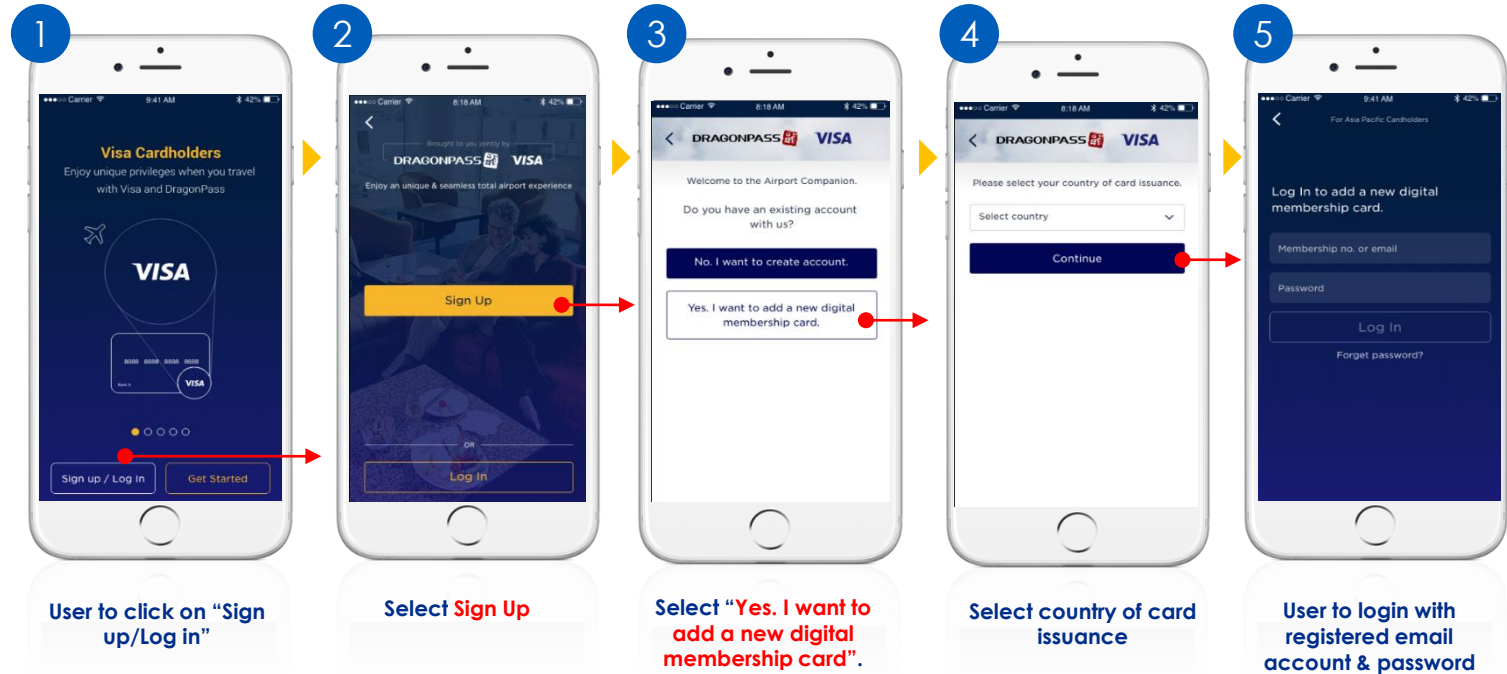 1
●●●○○ Carrier 9:41 AM 42%
Visa Cardholders
Enjoy unique privileges when you travel
with Visa and DragonPass
VISA
8888 8888 8888 8888
VISA
Sign up / Log In
Get Started
User to click on “Sign
up/Log in”
2
●●●○○ Carrier 8:18 AM 42%
Brought to you jointly by
DRAGONPASS VISA
Enjoy an unique & seamless total airport experience
Sign Up
OR
Log In
Select Sign Up
3
●●●○○ Carrier 8:18 AM 42%
DRAGONPASS VISA
Welcome to the Airport Companion.
Do you have an existing account
with us?
No. I want to create account.
Yes. I want to add a new digital
membership card.
Select “Yes. I want to
add a new digital
membership card”.
4
●●●○○ Carrier 8:18 AM 42%
DRAGONPASS VISA
Please select your country of card issuance.
Select country
Continue
Select country of card
issuance
5
●●●○○ Carrier 9:41 AM 42%
For Asia Pacific Cardholders
Log In to add a new digital
membership card.
Membership no. or email
Password
Log In
Forget password?
User to login with
registered email
account & password